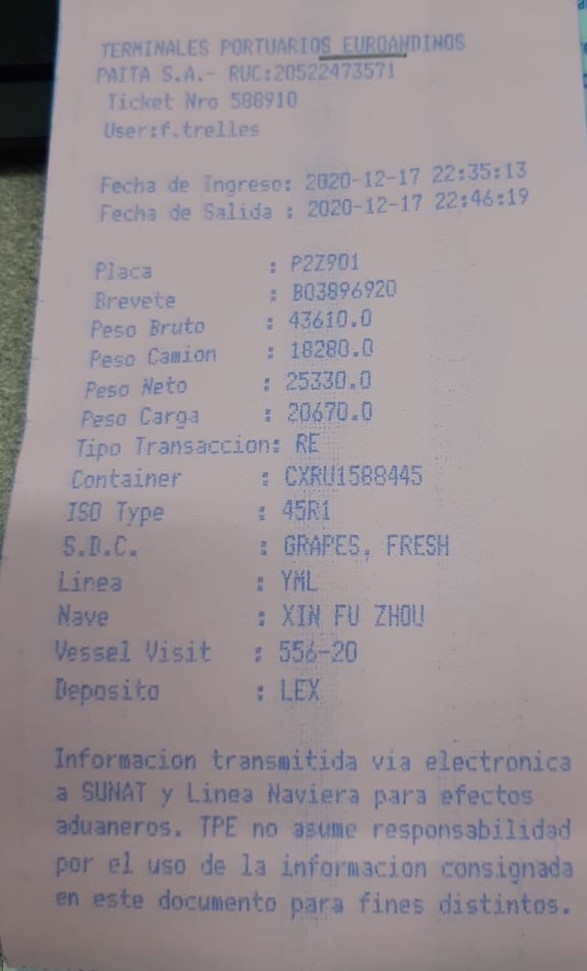 TERMINALES PORTUARIOS EUROANDINOS
PAITA S.A.- RUC:20522473571
Ticket Nro 588910
User:f.trelles
Fecha de Ingreso: 2020-12-17 22:35:13
Fecha de Salida : 2020-12-17 22:46:19
Placa : P2Z901
Brevete : B03896920
Peso Bruto : 43610.0
Peso Camion : 18280.0
Peso Neto : 25330.0
Peso Carga : 20670.0
Tipo Transaccion: RE
Container : CXRU1588445
ISO Type : 45R1
S.D.C. : GRAPES, FRESH
Linea : YML
Nave : XIN FU ZHOU
Vessel Visit : 556-20
Deposito : LEX
Informacion transmitida via electronica
a SUNAT y Linea Naviera para efectos
aduaneros. TPE no asume responsabilidad
por el uso de la informacion consignada
en este documento para fines distintos.